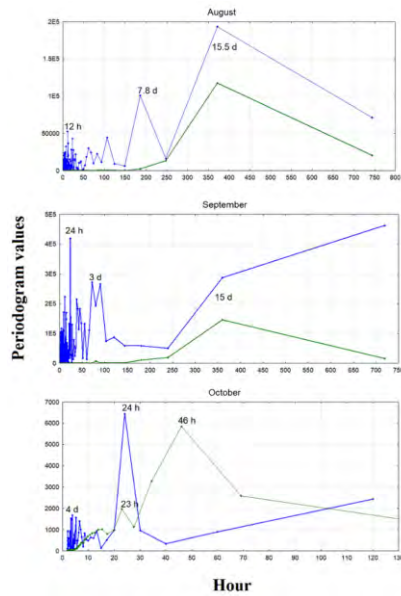 August
2E5
1.5E5
1E5
50000
0
15.5 d
7.8 d
12 h
0 50 100 150 200 250 300 350 400 450 500 550 600 650 700 750 800
September
5E5
4E5
3E5
2E5
1E5
0
24 h
3 d
15 d
0 50 100 150 200 250 300 350 400 450 500 550 600 650 700 750
Periodogram values
October
7000
6000
5000
4000
3000
2000
1000
0
24 h
46 h
23 h
4 d
0 10 20 30 40 50 60 70 80 90 100 110 120 130
Hour